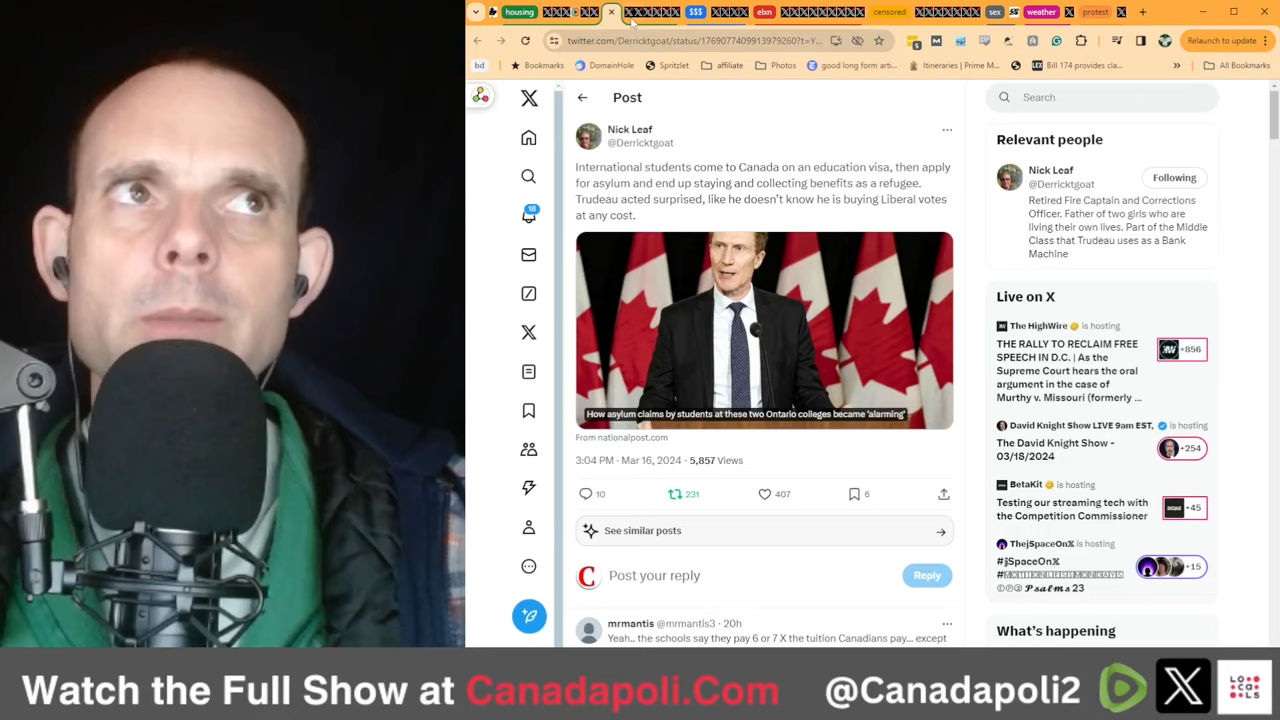 housing
$$$
elxn
censored
sex
weather
protest
twitter.com/Derricktgoat/status/1769077409913979260?t=Y...
Relaunch to update
bd
Bookmarks
DomainHole
Spritzlet
affiliate
Photos
good long form arti...
Itineraries | Prime M...
Bill 174 provides cla...
»
All Bookmarks
Post
Search
Nick Leaf
@Derricktgoat
International students come to Canada on an education visa, then apply
for asylum and end up staying and collecting benefits as a refugee.
Trudeau acted surprised, like he doesn't know he is buying Liberal votes
at any cost.
How asylum claims by students at these two Ontario colleges became 'alarming'
From nationalpost.com
3:04 PM · Mar 16, 2024 · 5,857 Views
10
231
407
6
See similar posts
Post your reply
Reply
mrmantis @mrmantis3 · 20h
Yeah.. the schools say they pay 6 or 7 X the tuition Canadians pay... except
18
Relevant people
Nick Leaf
@Derricktgoat
Following
Retired Fire Captain and Corrections
Officer. Father of two girls who are
living their own lives. Part of the Middle
Class that Trudeau uses as a Bank
Machine
Live on X
The HighWire is hosting
THE RALLY TO RECLAIM FREE
SPEECH IN D.C. | As the
Supreme Court hears the oral
argument in the case of
Murthy v. Missouri (formerly ...
+856
David Knight Show LIVE 9am EST, is hosting
The David Knight Show -
03/18/2024
+254
BetaKit is hosting
Testing our streaming tech with
the Competition Commissioner
+45
ThejSpaceOnX is hosting
#jSpaceOnX
+15
What's happening
Watch the Full Show at Canadapoli.Com
@Canadapoli2
LOCALS